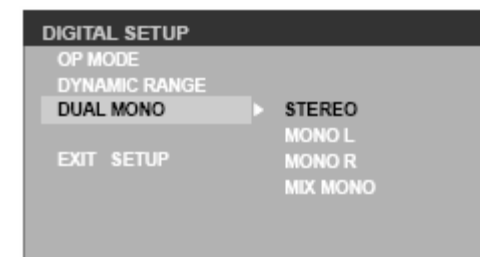 DIGITAL SETUP
OP MODE
DYNAMIC RANGE
DUAL MONO STEREO
MONO L
EXIT SETUP MONO R
MIX MONO